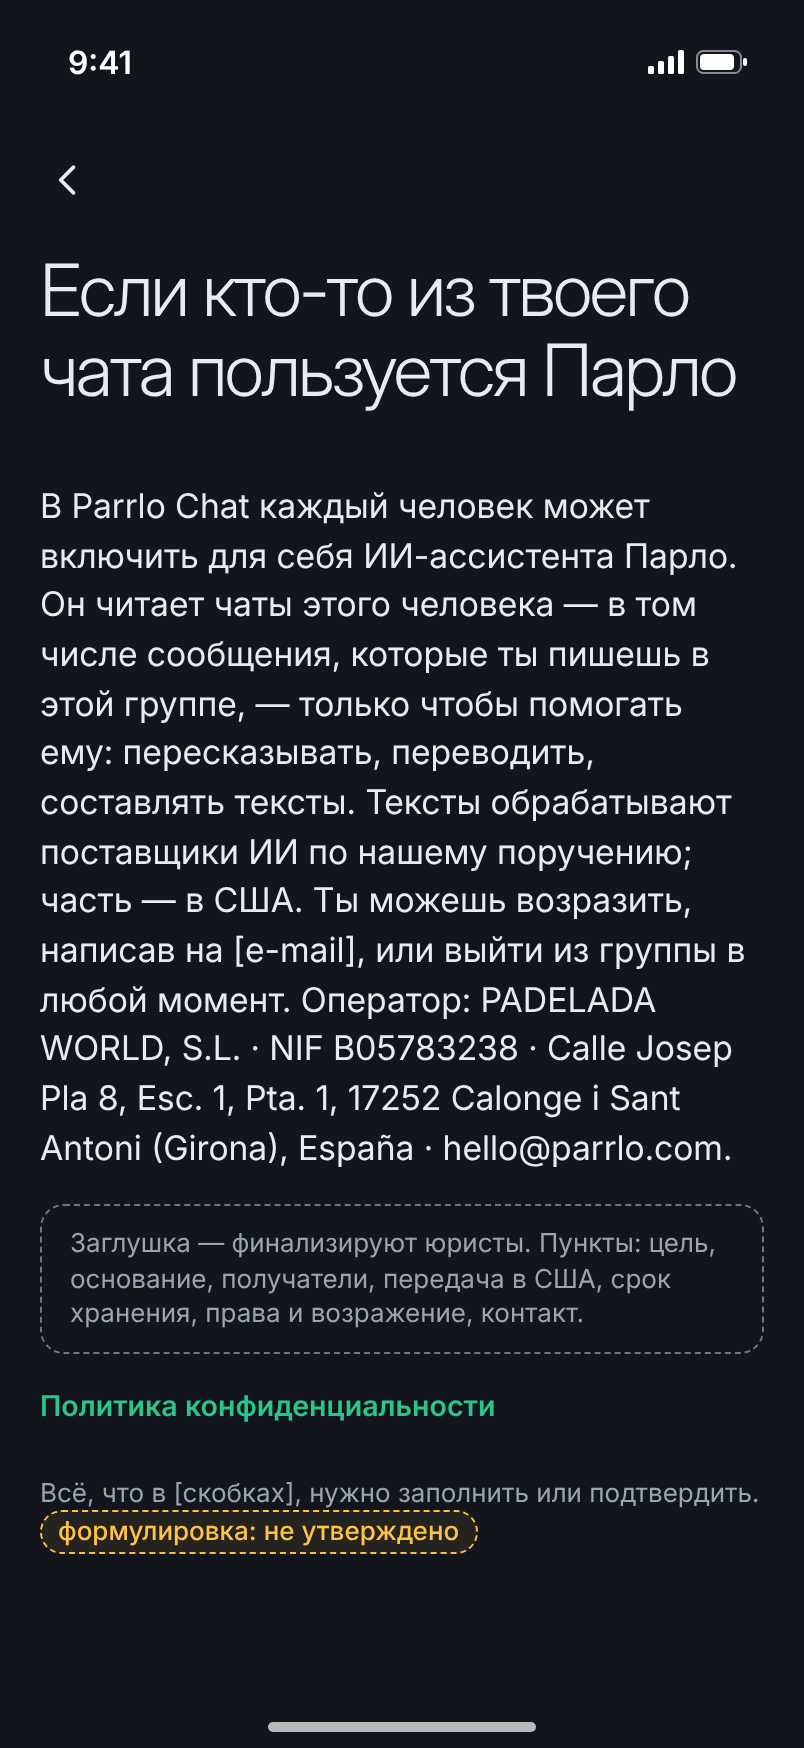 9:41
Если кто-то из твоего
чата пользуется Парло
В Parrlo Chat каждый человек может
включить для себя ИИ-ассистента Парло.
Он читает чаты этого человека — в том
числе сообщения, которые ты пишешь в
этой группе, — только чтобы помогать
ему: пересказывать, переводить,
составлять тексты. Тексты обрабатывают
поставщики ИИ по нашему поручению;
часть — в США. Ты можешь возразить,
написав на [e-mail], или выйти из группы в
любой момент. Оператор: PADELADA
WORLD, S.L. · NIF B05783238 · Calle Josep
Pla 8, Esc. 1, Pta. 1, 17252 Calonge i Sant
Antoni (Girona), España · hello@parrlo.com.
Заглушка — финализируют юристы. Пункты: цель,
основание, получатели, передача в США, срок
хранения, права и возражение, контакт.
Политика конфиденциальности
Всё, что в [скобках], нужно заполнить или подтвердить.
формулировка: не утверждено